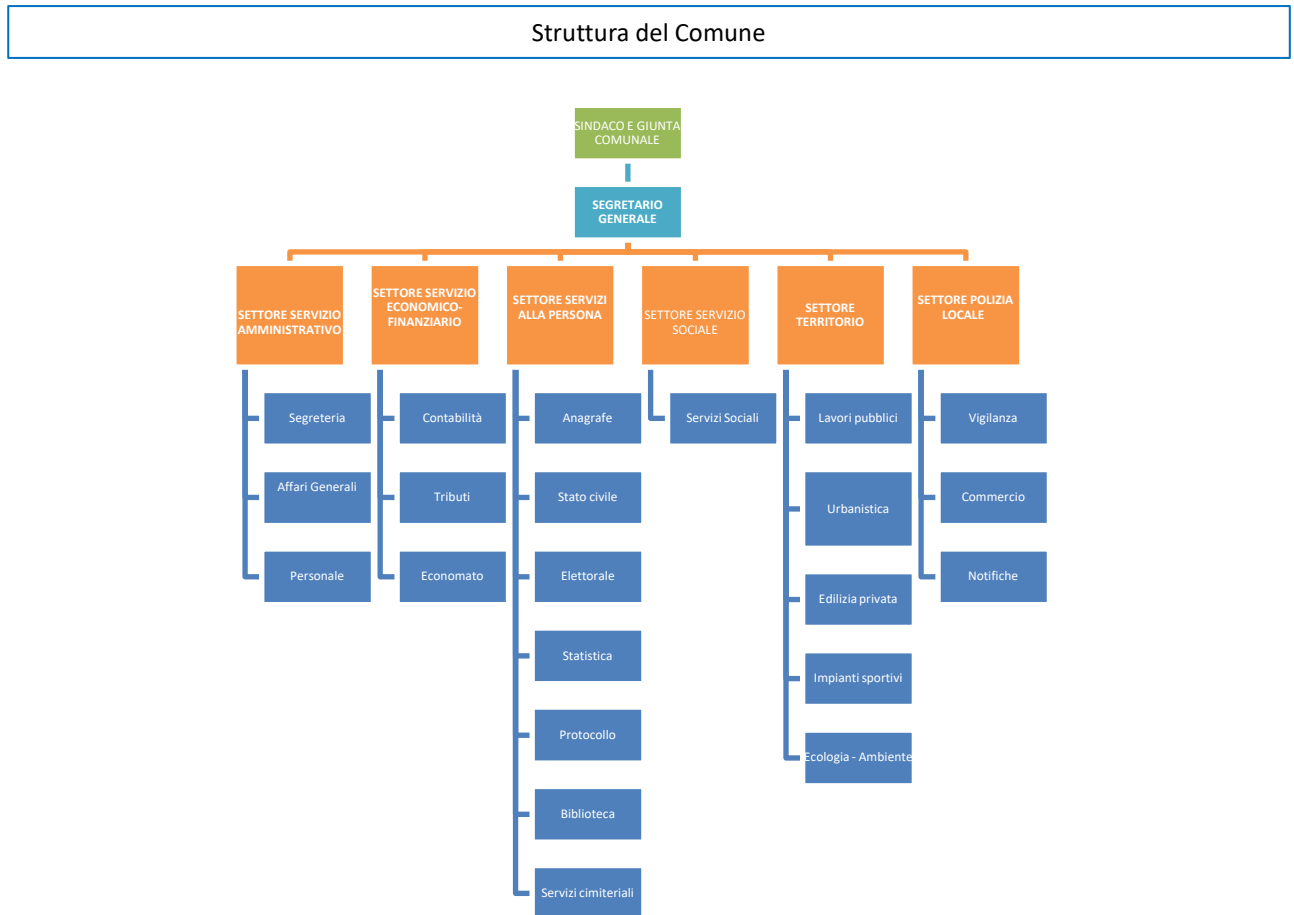 Struttura del Comune
SINDACO E GIUNTA
COMUNALE
SEGRETARIO
GENERALE
SETTORE SERVIZIO
AMMINISTRATIVO
Segreteria
Affari Generali
Personale
SETTORE SERVIZIO
ECONOMICO-
FINANZIARIO
Contabilità
Tributi
Economato
SETTORE SERVIZI
ALLA PERSONA
Anagrafe
Stato civile
Elettorale
Statistica
Protocollo
Biblioteca
Servizi cimiteriali
SETTORE SERVIZIO
SOCIALE
Servizi Sociali
SETTORE
TERRITORIO
Lavori pubblici
Urbanistica
Edilizia privata
Impianti sportivi
Ecologia - Ambiente
SETTORE POLIZIA
LOCALE
Vigilanza
Commercio
Notifiche